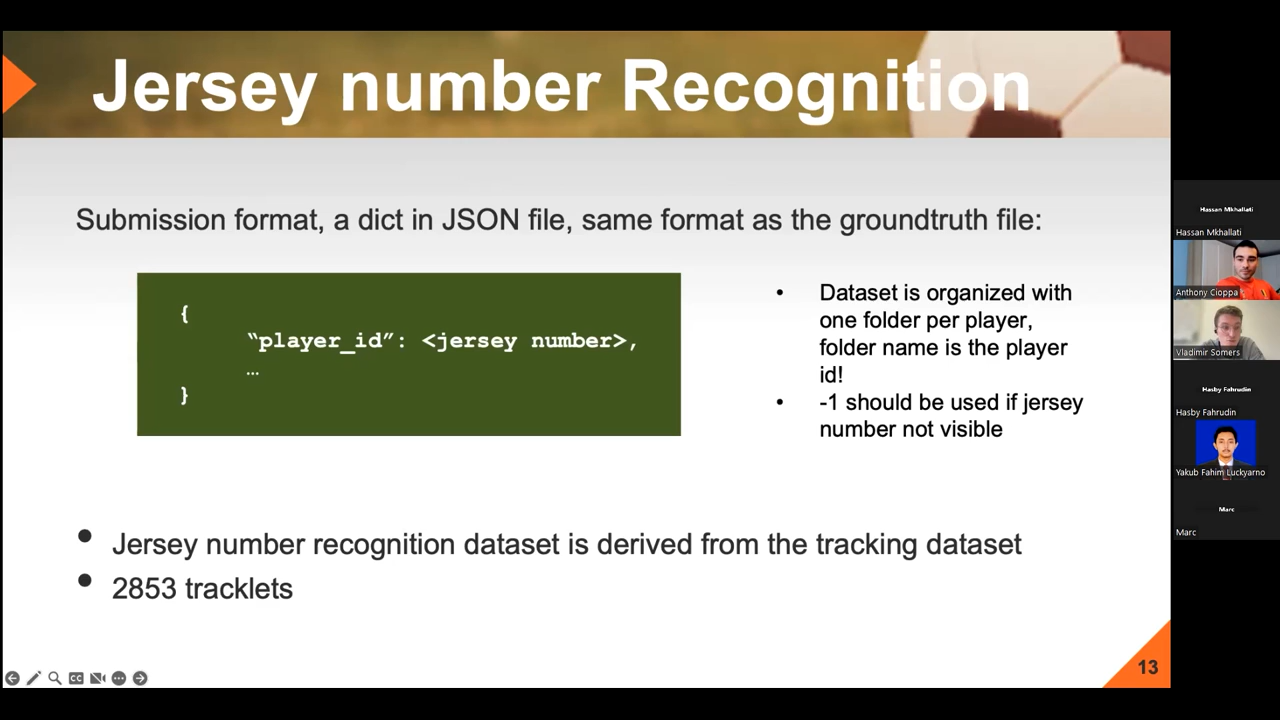 Jersey number Recognition
Submission format, a dict in JSON file, same format as the groundtruth file:
{
“player_id”: <jersey number>,
…
}
• Dataset is organized with
one folder per player,
folder name is the player
id!
• -1 should be used if jersey
number not visible
• Jersey number recognition dataset is derived from the tracking dataset
• 2853 tracklets
13
CC
Hassan Mkhallati
Hassan Mkhallati
Anthony Cioppa
Vladimir Somers
Hasby Fahrudin
Hasby Fahrudin
Yakub Fahim Luckyarno
Marc
Marc